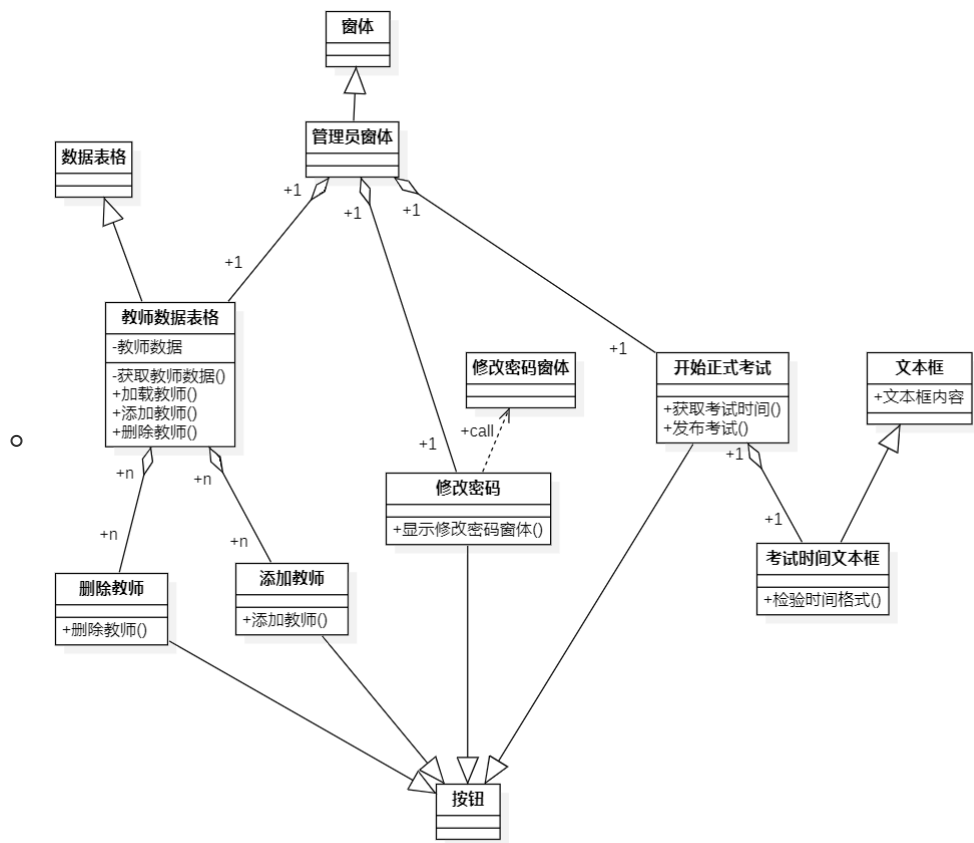 窗体
管理员窗体
数据表格
+1
+1
+1
+1
教师数据表格
-教师数据
-获取教师数据()
+加载教师()
+添加教师()
+删除教师()
+1
修改密码窗体
+call
开始正式考试
+获取考试时间()
+发布考试()
文本框
+文本框内容
+1
+1
+n
+n
修改密码
+显示修改密码窗体()
+1
+n
+n
考试时间文本框
+检验时间格式()
删除教师
+删除教师()
添加教师
+添加教师()
按钮